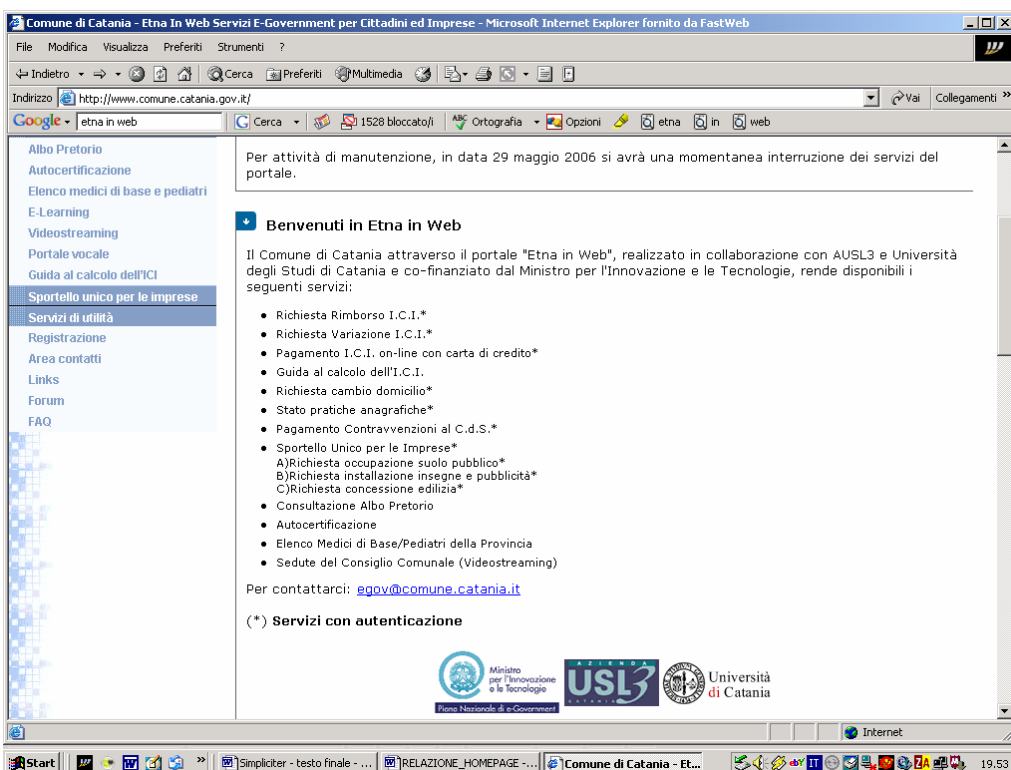 Comune di Catania - Etna In Web Servizi E-Government per Cittadini ed Imprese - Microsoft Internet Explorer fornito da FastWeb
File Modifica Visualizza Preferiti Strumenti ?
Indietro Cerca Preferiti Multimedia
Indirizzo http://www.comune.catania.gov.it/ Vai Collegamenti »
Google etna in web Cerca 1528 bloccato/i ABC Ortografia Opzioni etna in web
Albo Pretorio
Autocertificazione
Elenco medici di base e pediatri
E-Learning
Videostreaming
Portale vocale
Guida al calcolo dell'ICI
Sportello unico per le imprese
Servizi di utilità
Registrazione
Area contatti
Links
Forum
FAQ
Per attività di manutenzione, in data 29 maggio 2006 si avrà una momentanea interruzione dei servizi del
portale.
Benvenuti in Etna in Web
Il Comune di Catania attraverso il portale "Etna in Web", realizzato in collaborazione con AUSL3 e Università
degli Studi di Catania e co-finanziato dal Ministro per l'Innovazione e le Tecnologie, rende disponibili i
seguenti servizi:
• Richiesta Rimborso I.C.I.*
• Richiesta Variazione I.C.I.*
• Pagamento I.C.I. on-line con carta di credito*
• Guida al calcolo dell'I.C.I.
• Richiesta cambio domicilio*
• Stato pratiche anagrafiche*
• Pagamento Contravvenzioni al C.d.S.*
• Sportello Unico per le Imprese*
A)Richiesta occupazione suolo pubblico*
B)Richiesta installazione insegne e pubblicità*
C)Richiesta concessione edilizia*
• Consultazione Albo Pretorio
• Autocertificazione
• Elenco Medici di Base/Pediatri della Provincia
• Sedute del Consiglio Comunale (Videostreaming)
Per contattarci: egov@comune.catania.it
(*) Servizi con autenticazione
Ministro
per l'Innovazione
e le Tecnologie
Piano Nazionale di e-Government
AZIENDA
USL3
CATANIA
Università
di Catania
Internet
Start » Simpliciter - testo finale - ... RELAZIONE_HOMEPAGE -... Comune di Catania - Et... IT 19.53